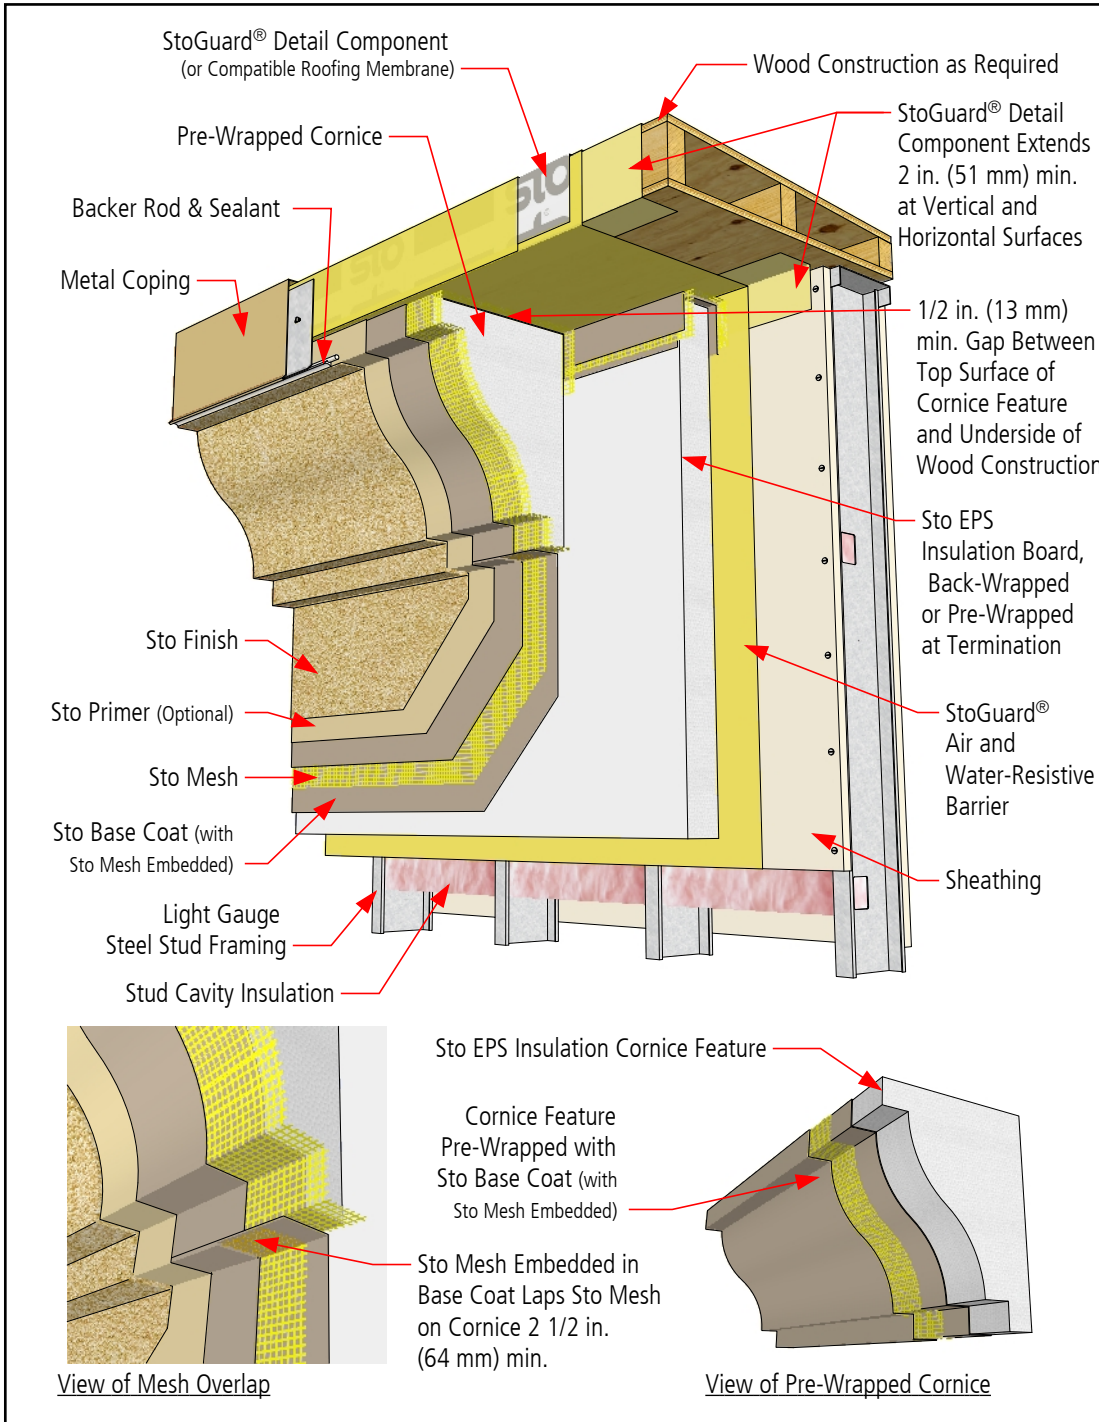 StoGuard® Detail Component
(or Compatible Roofing Membrane)
Wood Construction as Required
Pre-Wrapped Cornice
StoGuard® Detail
Component Extends
2 in. (51 mm) min.
at Vertical and
Horizontal Surfaces
sto
Backer Rod & Sealant
sto
Metal Coping
1/2 in. (13 mm)
min. Gap Between
Top Surface of
Cornice Feature
and Underside of
Wood Construction
Sto EPS
Insulation Board,
Back-Wrapped
or Pre-Wrapped
at Termination
Sto Finish
Sto Primer (Optional)
StoGuard®
Air and
Water-Resistive
Barrier
Sto Mesh
Sto Base Coat (with
Sto Mesh Embedded)
Sheathing
Light Gauge
Steel Stud Framing
Stud Cavity Insulation
Sto EPS Insulation Cornice Feature
Cornice Feature
Pre-Wrapped with
Sto Base Coat (with
Sto Mesh Embedded)
Sto Mesh Embedded in
Base Coat Laps Sto Mesh
on Cornice 2 1/2 in.
(64 mm) min.
View of Mesh Overlap
View of Pre-Wrapped Cornice